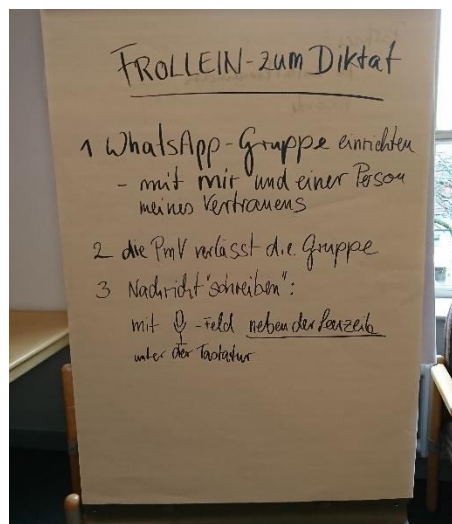 FROLLEIN - zum Diktat
1 WhatsApp-Gruppe einrichten
- mit mir und einer Person
meines Vertrauens
2 die PmV verlässt die Gruppe
3 Nachricht "schreiben":
mit -Feld neben der Leerzeile
unter der Tastatur